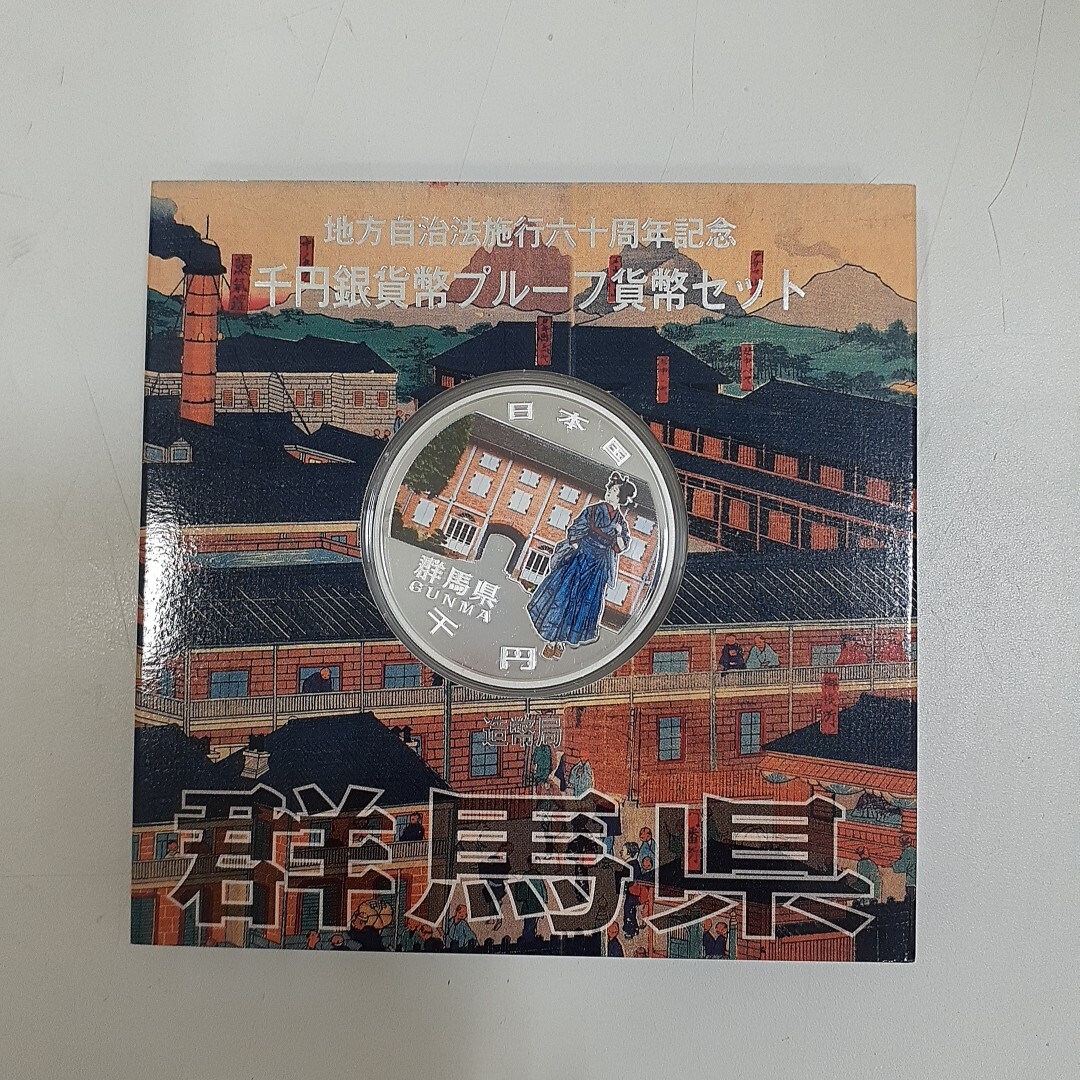 地方自治法施行六十周年記念
千円銀貨幣プルーフ貨幣セット
日本国
群馬県
GUNMA
千円
造幣局
群馬県